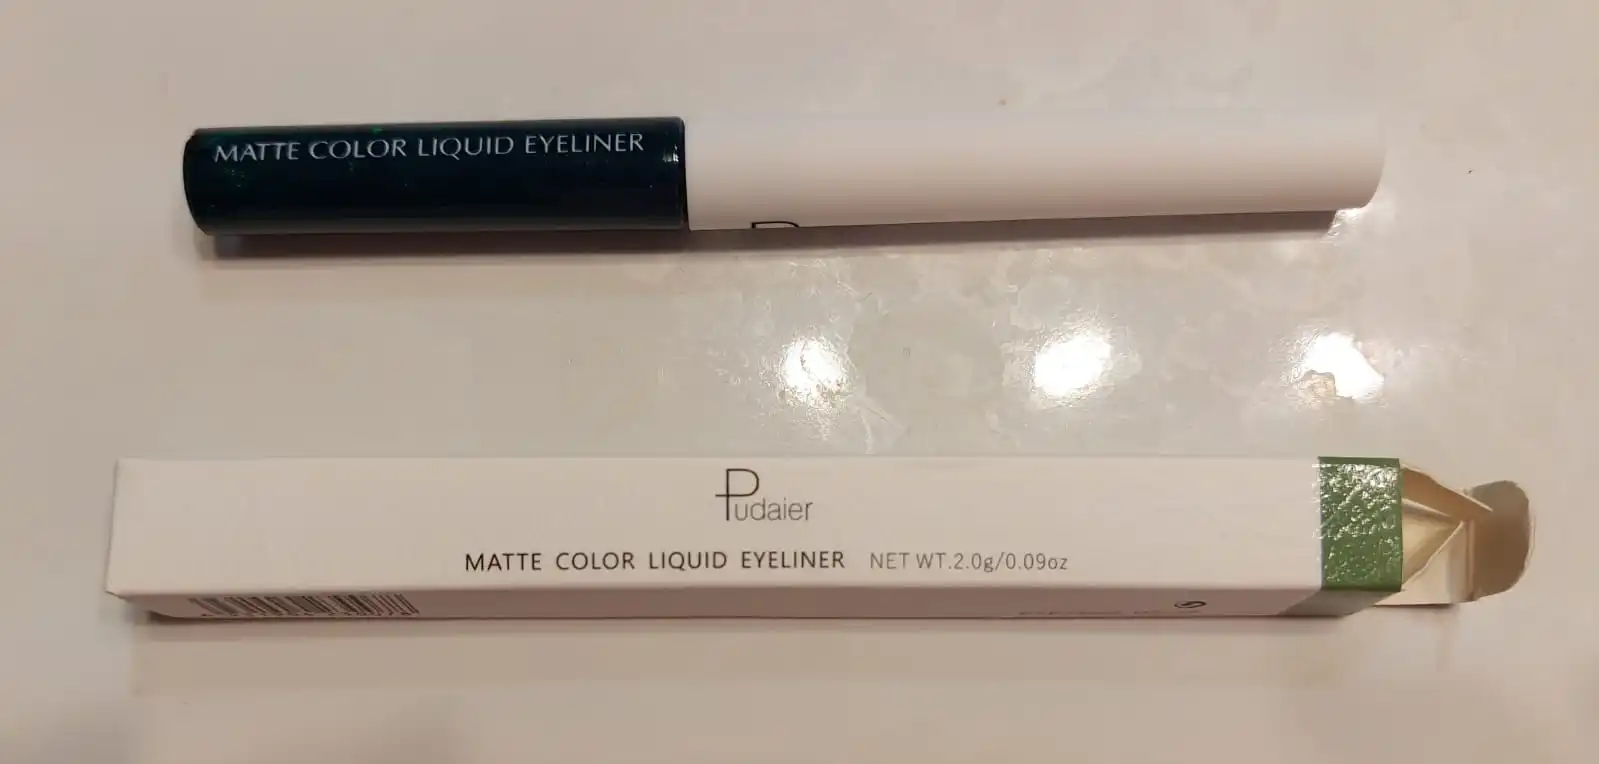 MATTE COLOR LIQUID EYELINER
P
Pudaier
MATTE COLOR LIQUID EYELINER NET WT.2.0g/0.09oz